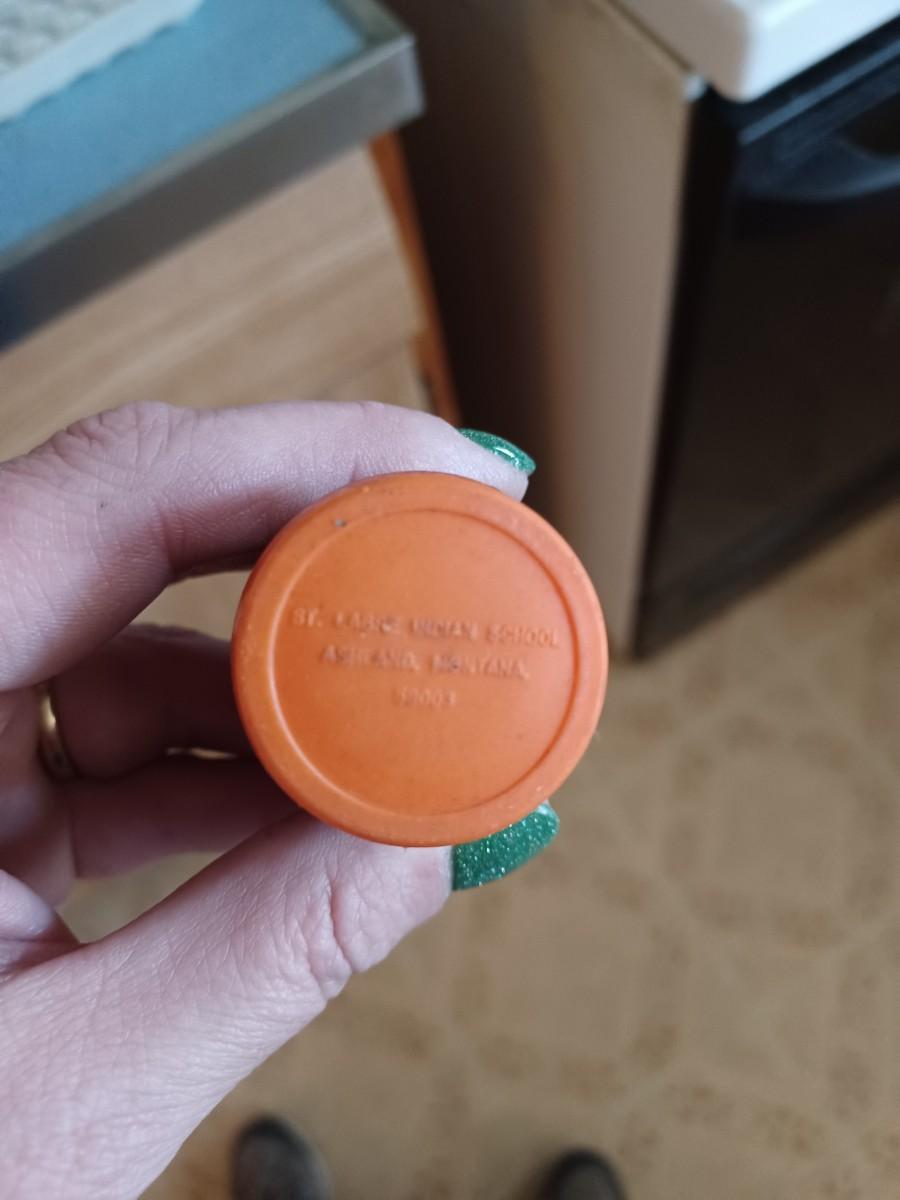 ST. LABRE INDIAN SCHOOL
ASHLAND, MONTANA.
59003